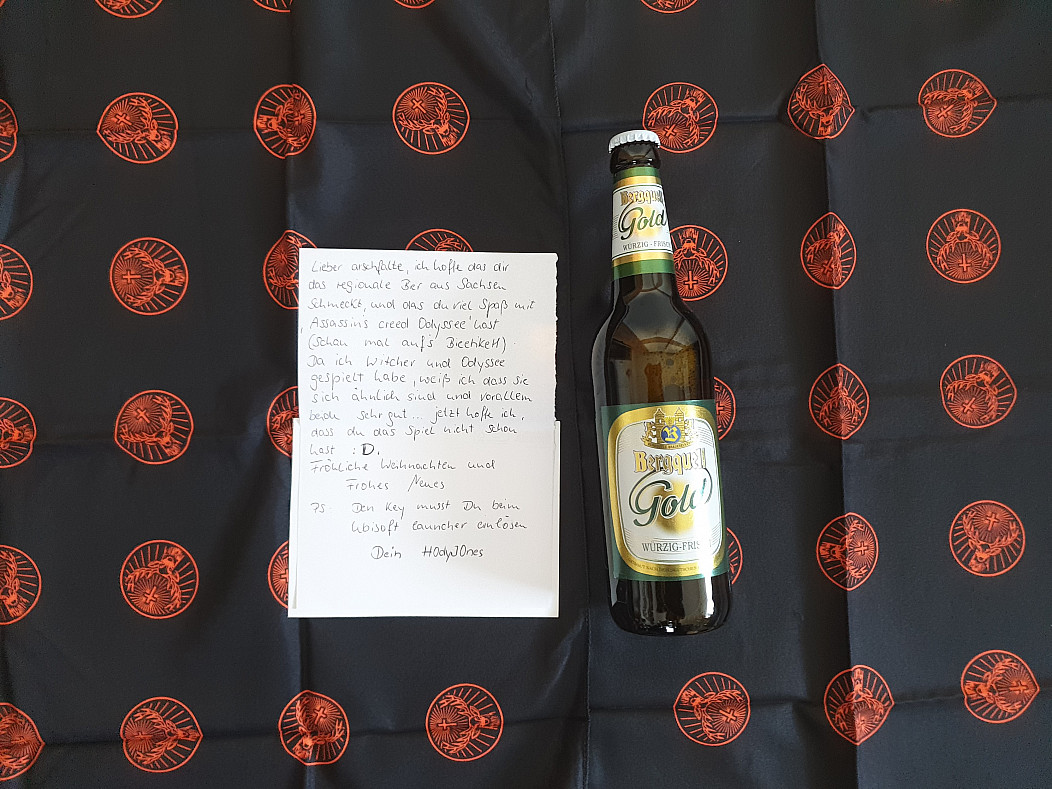 Lieber arschfalte, ich hoffe das dir
das regionale Bier aus Sachsen
schmeckt, und das du viel Spaß mit
"Assassin's creed Odyssee" hast
(Schau mal auf's Bieretikett).
Da ich Witcher und Odyssee
gespielt habe, weiß ich dass sie
sich ähnlich sind und vorallem
beide sehr gut... jetzt hoffe ich,
dass du das Spiel nicht schon
hast :D.
Fröhliche Weihnachten und
Frohes Neues
PS. Den Key musst Du beim
Ubisoft launcher einlösen
Dein H0dyJ0nes
Bergquell
Gold
WÜRZIG-FRISCH
Bergquell
Gold
WÜRZIG-FRIS